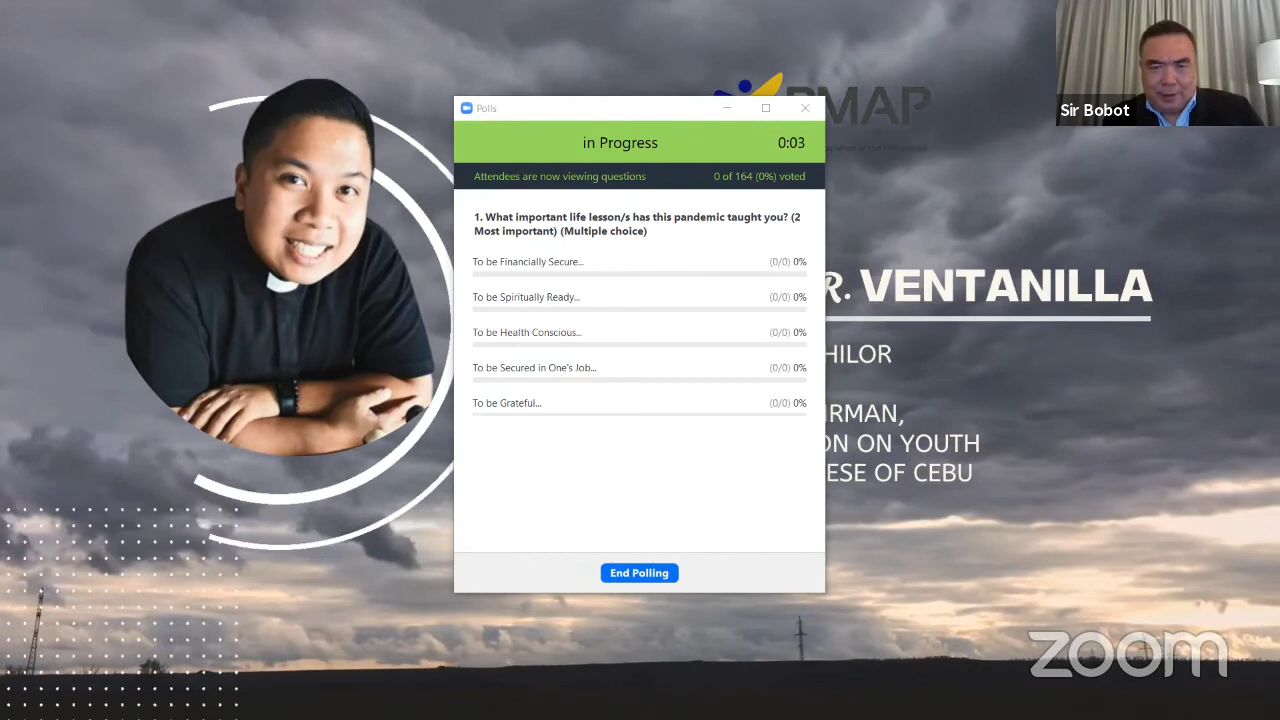 Polls
PMAP
Sir Bobot
in Progress 0:03
Attendees are now viewing questions 0 of 164 (0%) voted
1. What important life lesson/s has this pandemic taught you? (2
Most important) (Multiple choice)
To be Financially Secure... (0/0) 0%
To be Spiritually Ready... (0/0) 0%
To be Health Conscious... (0/0) 0%
To be Secured in One's Job... (0/0) 0%
To be Grateful... (0/0) 0%
End Polling
R. VENTANILLA
HILOR
IRMAN,
ON ON YOUTH
ESE OF CEBU
zoom